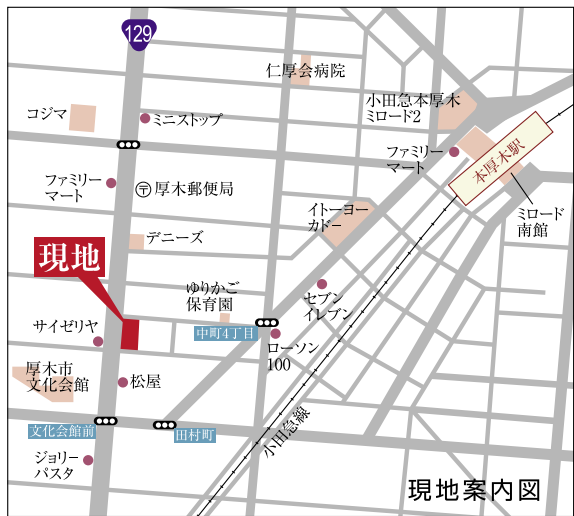 129
仁厚会病院
コジマ
ミニストップ
小田急本厚木
ミロード2
ファミリー
マート
本厚木駅
ファミリー
マート
〒厚木郵便局
ミロード
南館
イトーヨー
カドー
デニーズ
現地
ゆりかご
保育園
セブン
イレブン
サイゼリヤ
中町4丁目
ローソン
100
厚木市
文化会館
松屋
文化会館前
田村町
小田急線
ジョリー
パスタ
現地案内図